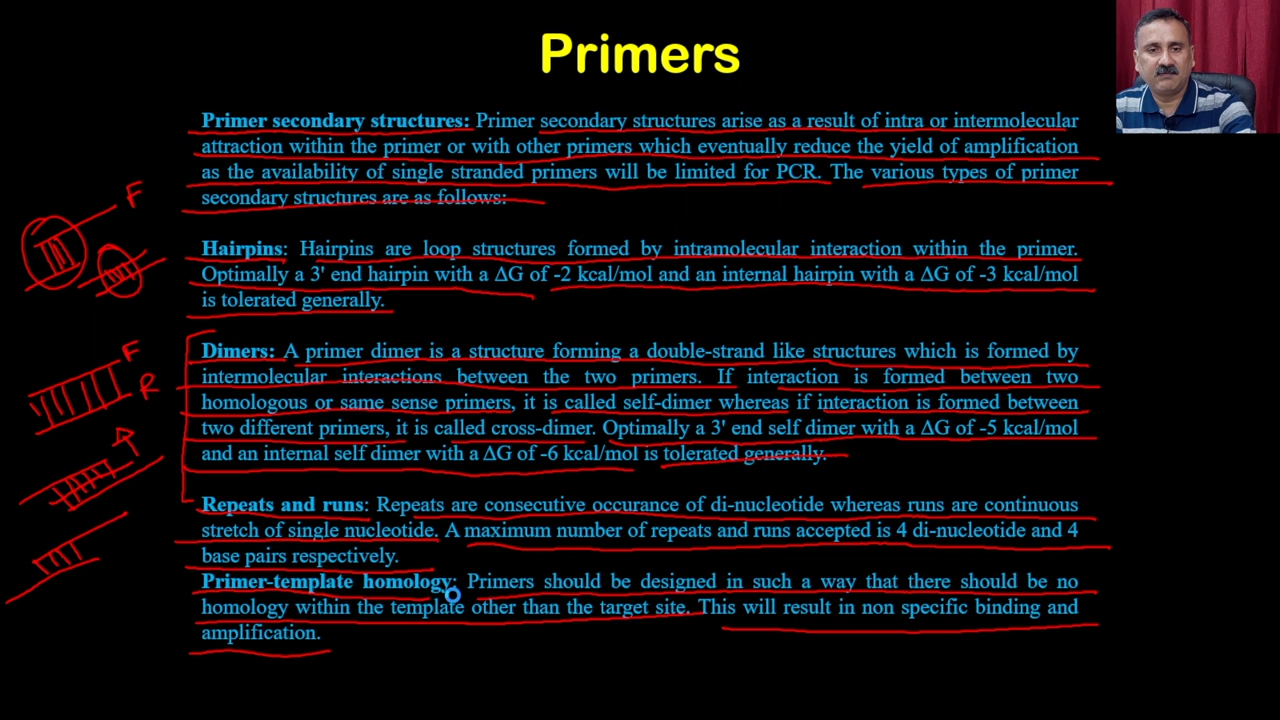 Primers
Primer secondary structures: Primer secondary structures arise as a result of intra or intermolecular
attraction within the primer or with other primers which eventually reduce the yield of amplification
as the availability of single stranded primers will be limited for PCR. The various types of primer
secondary structures are as follows:
F
Hairpins: Hairpins are loop structures formed by intramolecular interaction within the primer.
Optimally a 3' end hairpin with a ΔG of -2 kcal/mol and an internal hairpin with a ΔG of -3 kcal/mol
is tolerated generally.
Dimers: A primer dimer is a structure forming a double-strand like structures which is formed by
F
intermolecular interactions between the two primers. If interaction is formed between two
R
homologous or same sense primers, it is called self-dimer whereas if interaction is formed between
two different primers, it is called cross-dimer. Optimally a 3' end self dimer with a ΔG of -5 kcal/mol
and an internal self dimer with a ΔG of -6 kcal/mol is tolerated generally.
Repeats and runs: Repeats are consecutive occurance of di-nucleotide whereas runs are continuous
stretch of single nucleotide. A maximum number of repeats and runs accepted is 4 di-nucleotide and 4
base pairs respectively.
Primer-template homology: Primers should be designed in such a way that there should be no
homology within the template other than the target site. This will result in non specific binding and
amplification.